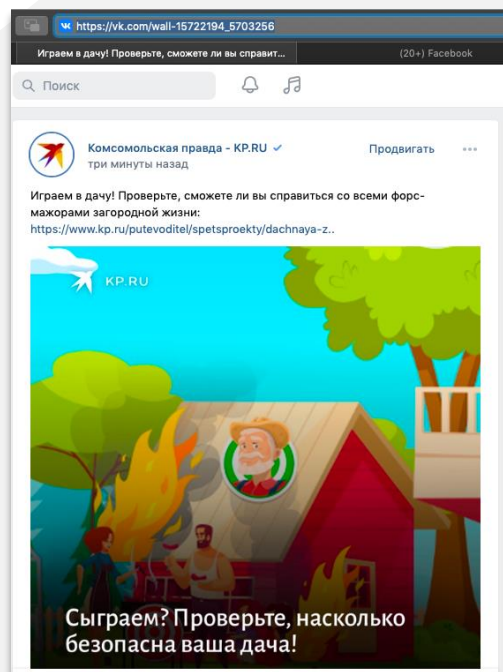 https://vk.com/wall-15722194_5703256
Играем в дачу! Проверьте, сможете ли вы справит...
(20+) Facebook
Поиск
Комсомольская правда - KP.RU
Продвигать
три минуты назад
Играем в дачу! Проверьте, сможете ли вы справиться со всеми форс-
мажорами загородной жизни:
https://www.kp.ru/putevoditel/spetsproekty/dachnaya-z..
KP.RU
Сыграем? Проверьте, насколько
безопасна ваша дача!